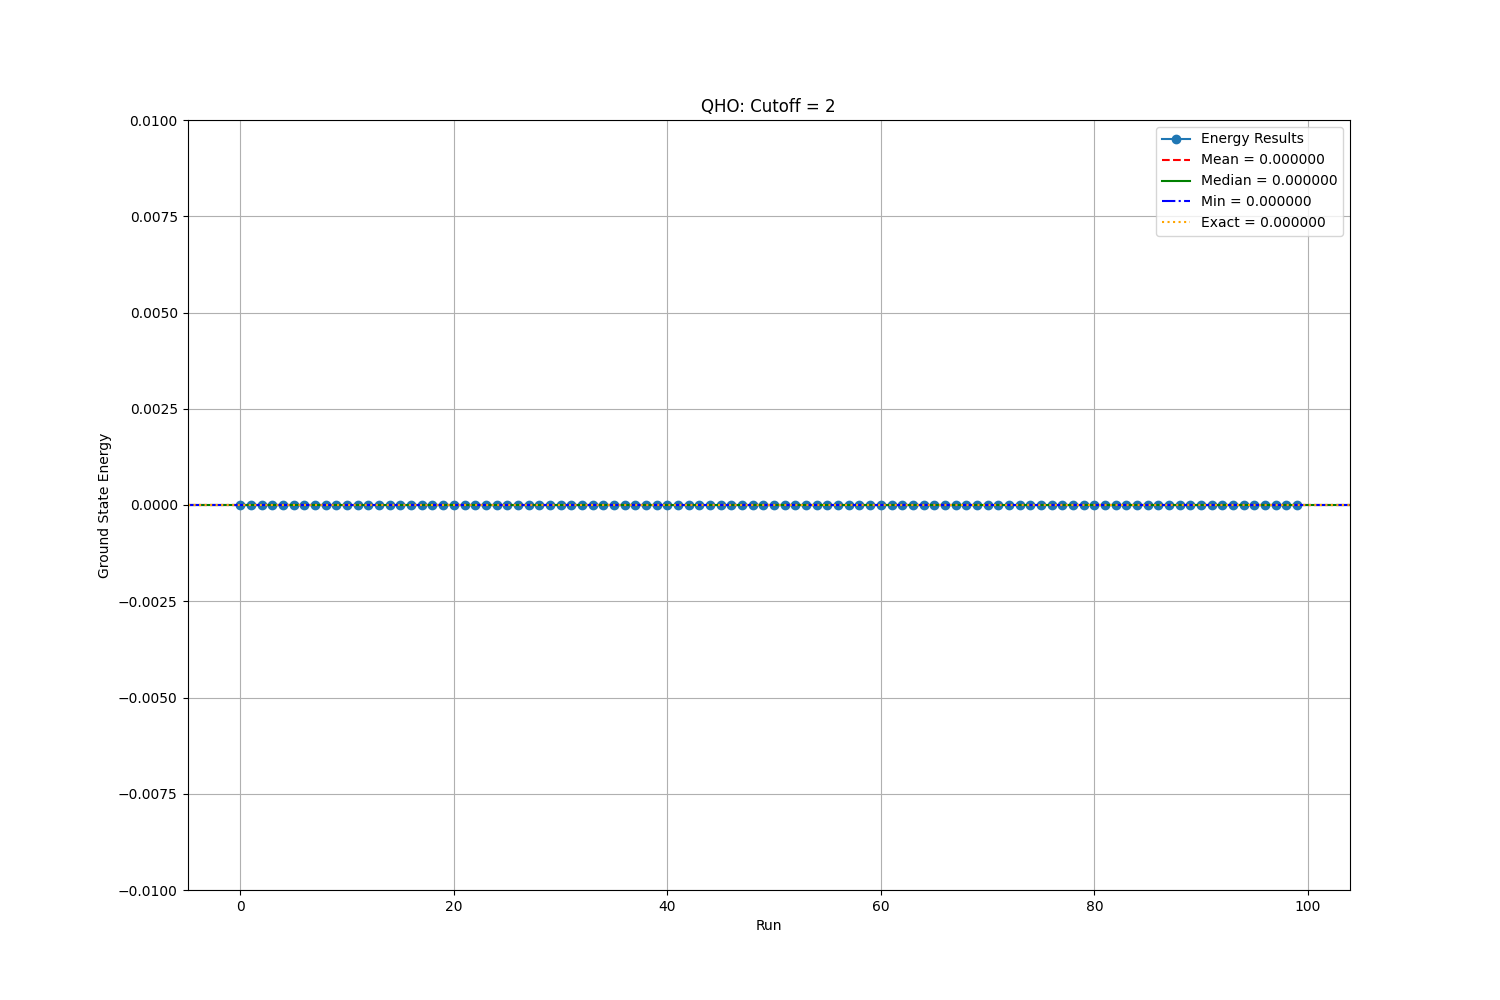 QHO: Cutoff = 2
0.0100
0.0075
0.0050
0.0025
0.0000
−0.0025
−0.0050
−0.0075
−0.0100
Ground State Energy
Energy Results
Mean = 0.000000
Median = 0.000000
Min = 0.000000
Exact = 0.000000
0 20 40 60 80 100
Run